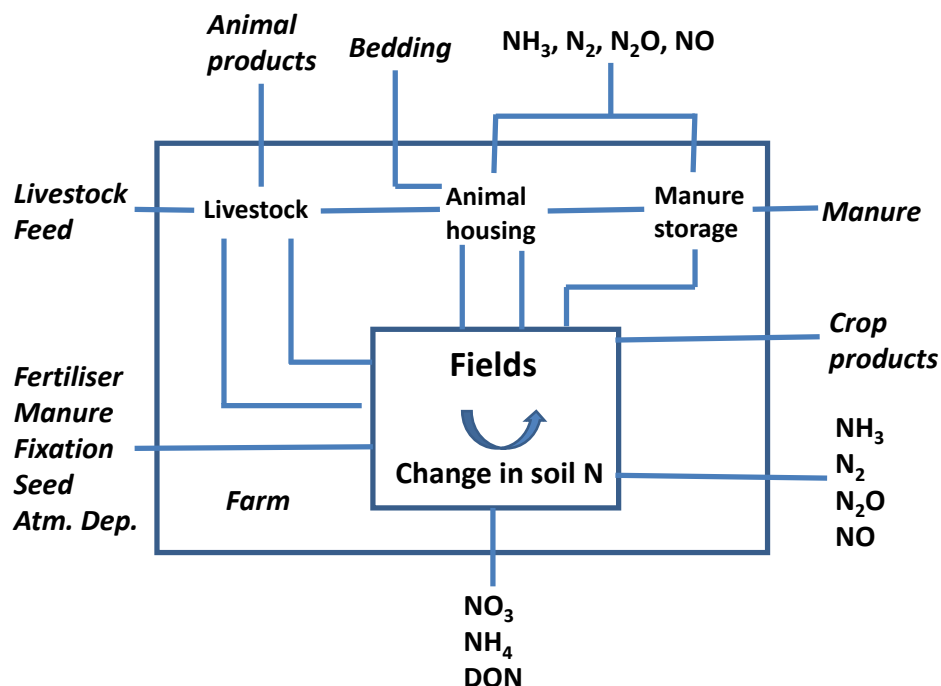 Animal
products
Bedding
NH₃, N₂, N₂O, NO
Livestock
Feed
Livestock
Animal
housing
Manure
storage
Manure
Crop
products
Fields
Change in soil N
Fertiliser
Manure
Fixation
Seed
Atm. Dep.
Farm
NH₃
N₂
N₂O
NO
NO₃
NH₄
DON